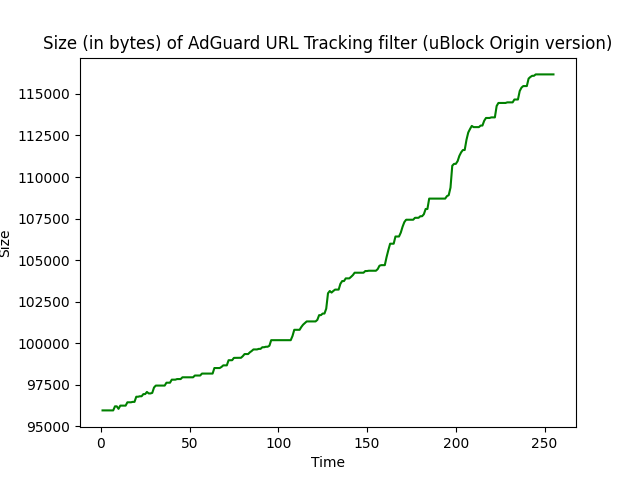 Size (in bytes) of AdGuard URL Tracking filter (uBlock Origin version)
115000
112500
110000
107500
105000
102500
100000
97500
95000
Size
0 50 100 150 200 250
Time